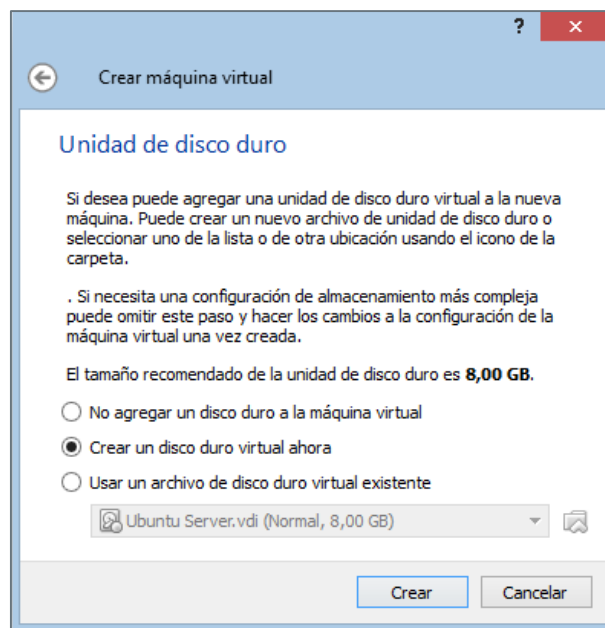 ?
Crear máquina virtual
Unidad de disco duro
Si desea puede agregar una unidad de disco duro virtual a la nueva
máquina. Puede crear un nuevo archivo de unidad de disco duro o
seleccionar uno de la lista o de otra ubicación usando el icono de la
carpeta.
. Si necesita una configuración de almacenamiento más compleja
puede omitir este paso y hacer los cambios a la configuración de la
máquina virtual una vez creada.
El tamaño recomendado de la unidad de disco duro es 8,00 GB.
No agregar un disco duro a la máquina virtual
Crear un disco duro virtual ahora
Usar un archivo de disco duro virtual existente
Ubuntu Server.vdi (Normal, 8,00 GB)
Crear Cancelar